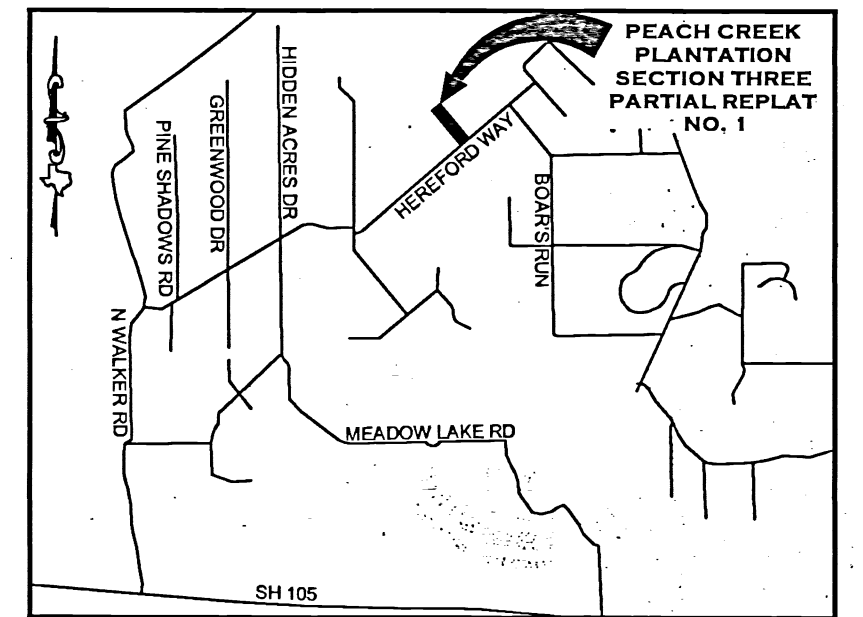 PEACH CREEK
PLANTATION
SECTION THREE
PARTIAL REPLAT
NO. 1
HIDDEN ACRES DR
GREENWOOD DR
PINE SHADOWS RD
HEREFORD WAY
BOAR'S RUN
N WALKER RD
MEADOW LAKE RD
SH 105